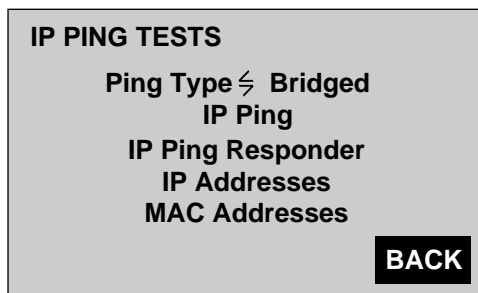 IP PING TESTS
Ping Type Bridged
IP Ping
IP Ping Responder
IP Addresses
MAC Addresses
BACK